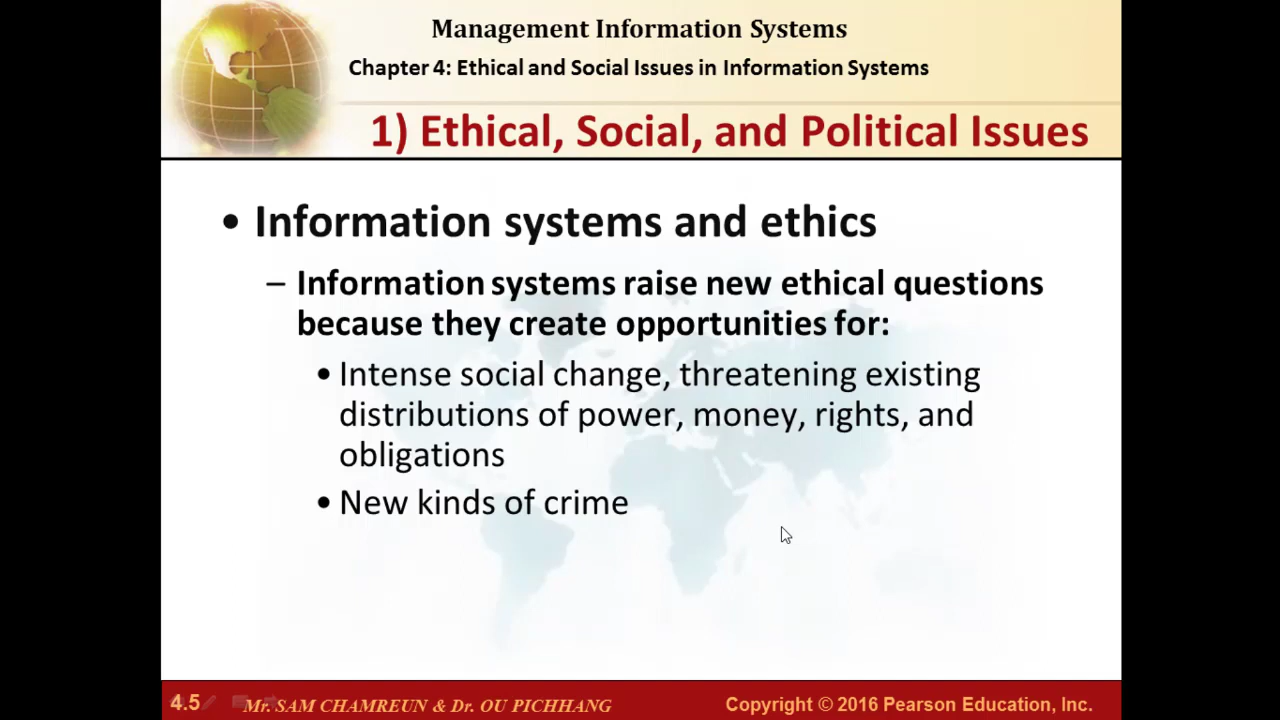 Management Information Systems
Chapter 4: Ethical and Social Issues in Information Systems
1) Ethical, Social, and Political Issues
• Information systems and ethics
– Information systems raise new ethical questions
because they create opportunities for:
• Intense social change, threatening existing
distributions of power, money, rights, and
obligations
• New kinds of crime
4.5 Mr. SAM CHAMREUN & Dr. OU PICHHANG Copyright © 2016 Pearson Education, Inc.